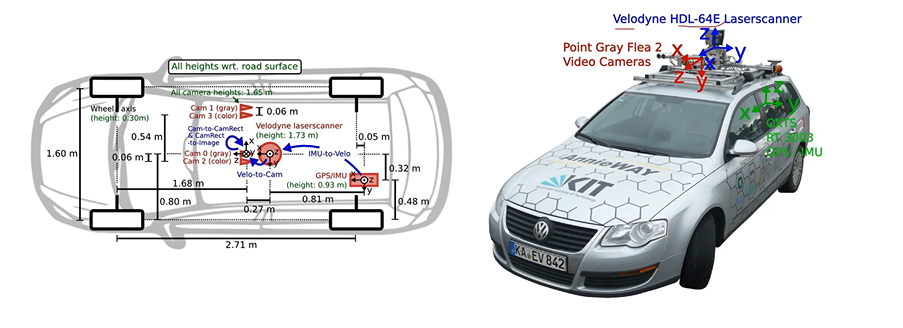 All heights wrt. road surface
All camera heights: 1.65 m
Wheel axis
(height: 0.30m)
Cam 1 (gray)
Cam 3 (color)
0.06 m
1.60 m
0.54 m
Cam-to-CamRect
& CamRect
-to-Image
Velodyne laserscanner
(height: 1.73 m)
0.05 m
0.06 m
Cam 0 (gray)
Cam 2 (color)
x
z
y
x
z
y
IMU-to-Velo
Velo-to-Cam
0.32 m
1.68 m
GPS/IMU
(height: 0.93 m)
x
z
y
0.80 m
0.27 m
0.81 m
0.48 m
2.71 m
Velodyne HDL-64E Laserscanner
Point Gray Flea 2
Video Cameras
z
y
x
x
z
y
z
x
y
OXTS
RT 3003
GPS / IMU
AnnieWAY
KIT
KA EV 842